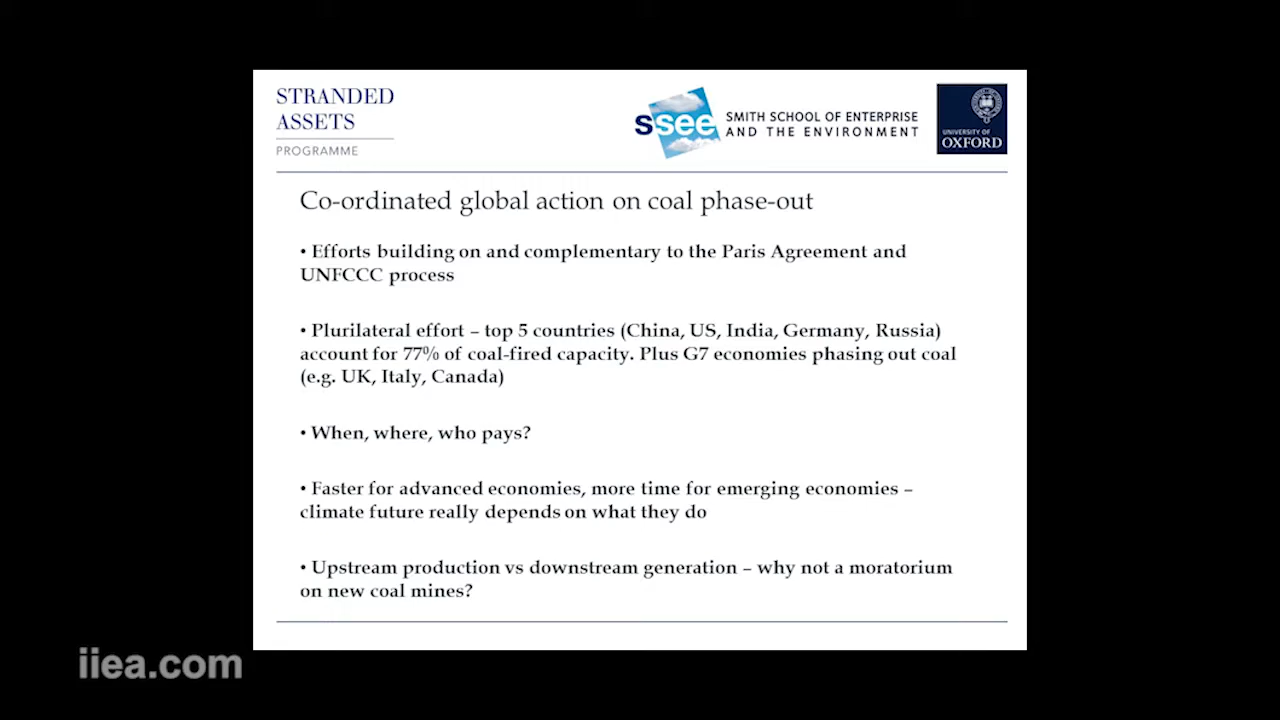 STRANDED
ASSETS
PROGRAMME
ssee
SMITH SCHOOL OF ENTERPRISE
AND THE ENVIRONMENT
UNIVERSITY OF
OXFORD
Co-ordinated global action on coal phase-out
• Efforts building on and complementary to the Paris Agreement and
UNFCCC process
• Plurilateral effort – top 5 countries (China, US, India, Germany, Russia)
account for 77% of coal-fired capacity. Plus G7 economies phasing out coal
(e.g. UK, Italy, Canada)
• When, where, who pays?
• Faster for advanced economies, more time for emerging economies –
climate future really depends on what they do
• Upstream production vs downstream generation – why not a moratorium
on new coal mines?
iiea.com